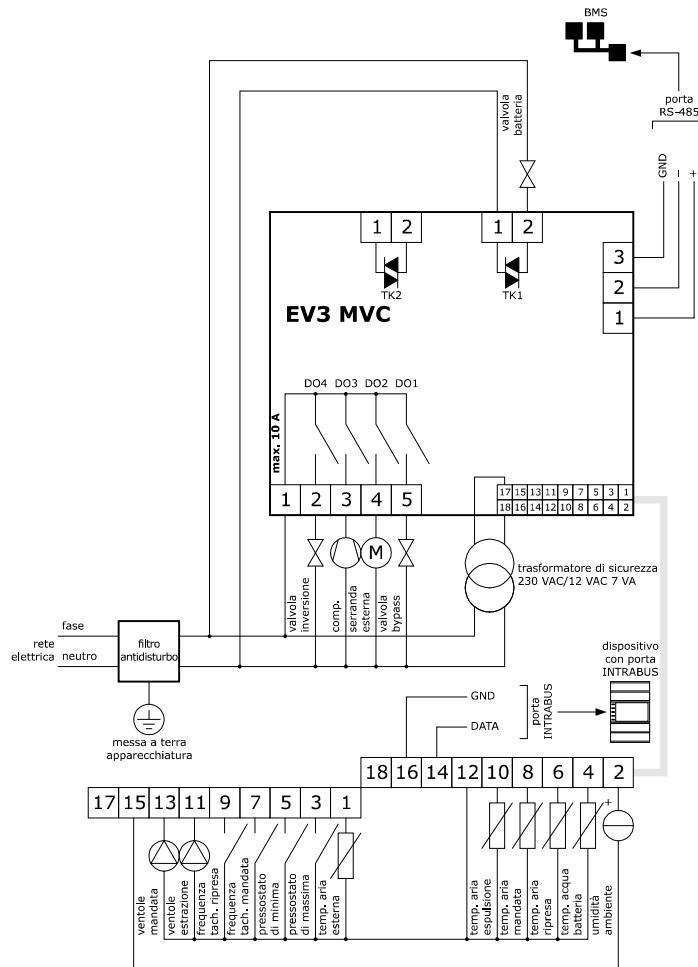 BMS
porta
RS-485
GND
–
+
valvola
batteria
1 2
1 2
TK2
TK1
3
2
1
EV3 MVC
DO4 DO3 DO2 DO1
max. 10 A
1 2 3 4 5
17 15 13 11 9 7 5 3 1
18 16 14 12 10 8 6 4 2
M
trasformatore di sicurezza
230 VAC/12 VAC 7 VA
valvola
inversione
comp.
serranda
esterna
valvola
bypass
fase
rete
elettrica
neutro
filtro
antidisturbo
messa a terra
apparecchiatura
GND
DATA
porta
INTRABUS
dispositivo
con porta
INTRABUS
18 16 14 12 10 8 6 4 2
17 15 13 11 9 7 5 3 1
+
ventole
mandata
ventole
estrazione
frequenza
tach. ripresa
frequenza
tach. mandata
pressostato
di minima
pressostato
di massima
temp. aria
esterna
temp. aria
espulsione
temp. aria
mandata
temp. aria
ripresa
temp. acqua
batteria
umidità
ambiente